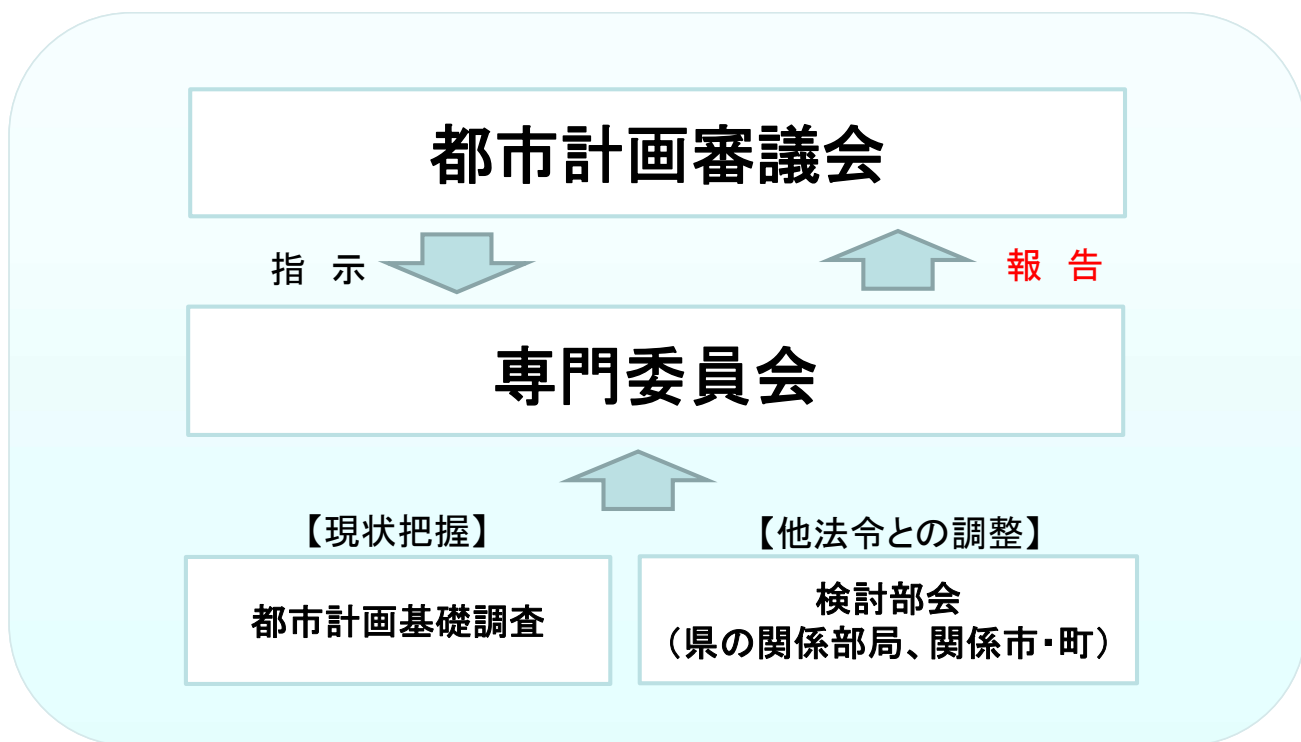 都市計画審議会
指　示
報　告
専門委員会
【現状把握】
【他法令との調整】
都市計画基礎調査
検討部会
（県の関係部局、関係市・町）